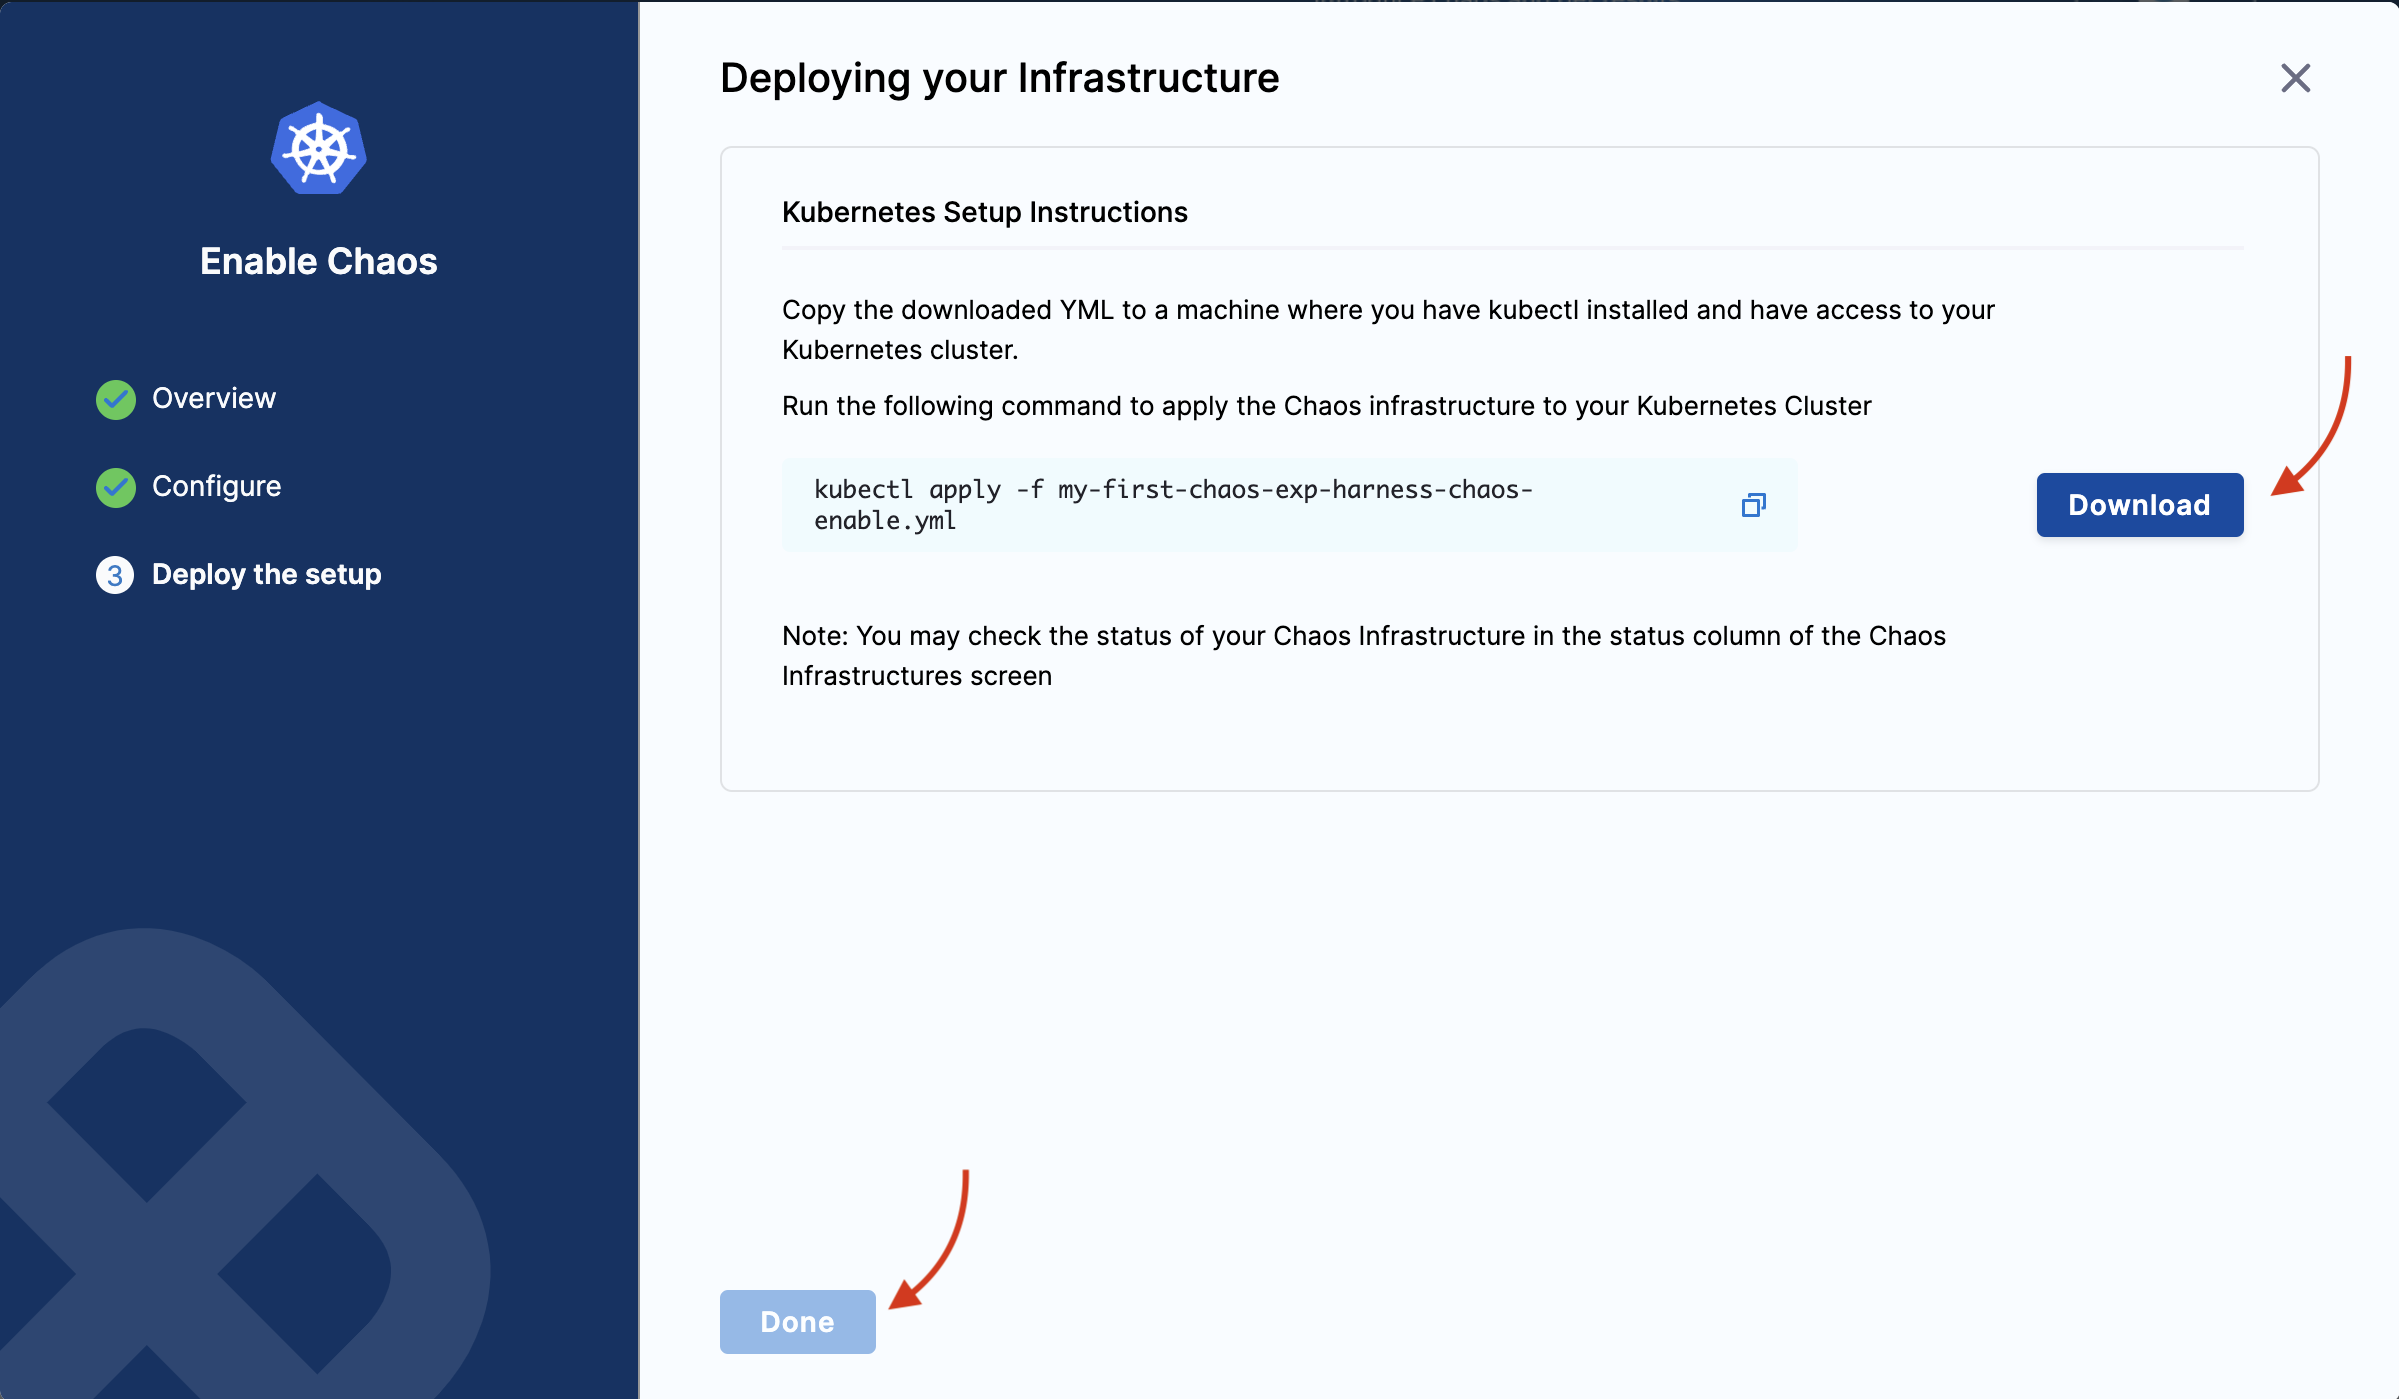 Enable Chaos
Overview
Configure
3 Deploy the setup
Deploying your Infrastructure
Kubernetes Setup Instructions
Copy the downloaded YML to a machine where you have kubectl installed and have access to your
Kubernetes cluster.
Run the following command to apply the Chaos infrastructure to your Kubernetes Cluster
kubectl apply -f my-first-chaos-exp-harness-chaos-
enable.yml
Download
Note: You may check the status of your Chaos Infrastructure in the status column of the Chaos
Infrastructures screen
Done